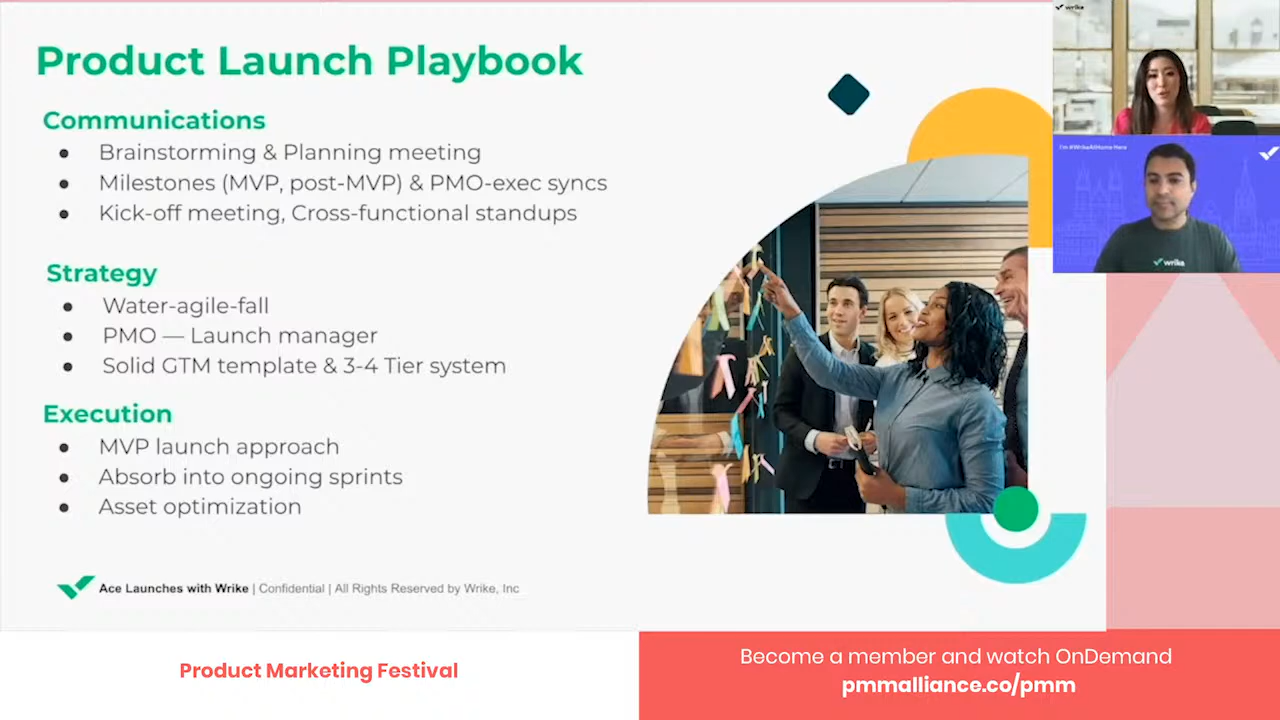 Product Launch Playbook
Communications
● Brainstorming & Planning meeting
● Milestones (MVP, post-MVP) & PMO-exec syncs
● Kick-off meeting, Cross-functional standups
Strategy
● Water-agile-fall
● PMO — Launch manager
● Solid GTM template & 3-4 Tier system
Execution
● MVP launch approach
● Absorb into ongoing sprints
● Asset optimization
Ace Launches with Wrike | Confidential | All Rights Reserved by Wrike, Inc
wrike
I'm #WrikeAtHome Here
wrike
Product Marketing Festival
Become a member and watch OnDemand
pmmalliance.co/pmm